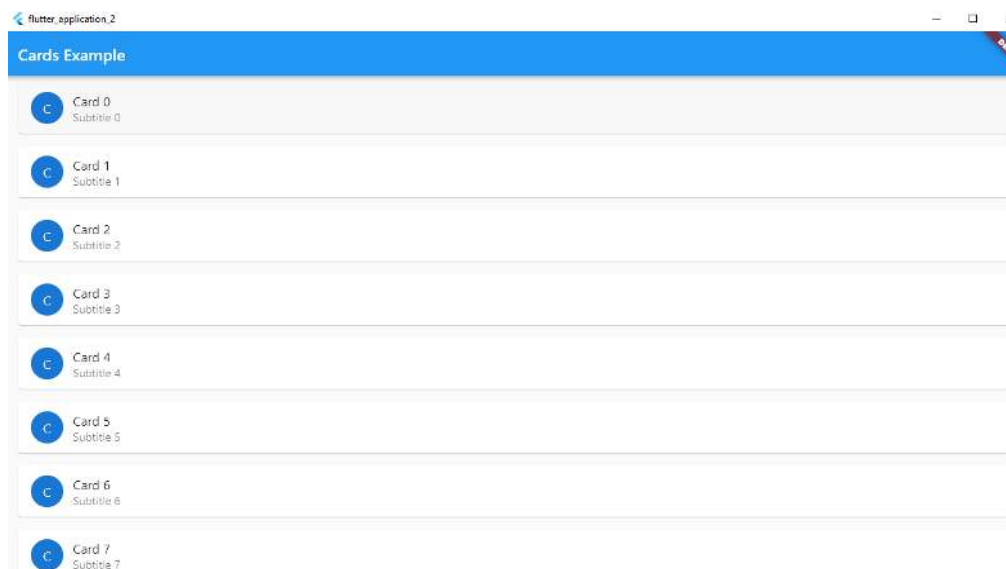 flutter_application_2
Cards Example
C
Card 0
Subtitle 0
C
Card 1
Subtitle 1
C
Card 2
Subtitle 2
C
Card 3
Subtitle 3
C
Card 4
Subtitle 4
C
Card 5
Subtitle 5
C
Card 6
Subtitle 6
C
Card 7
Subtitle 7